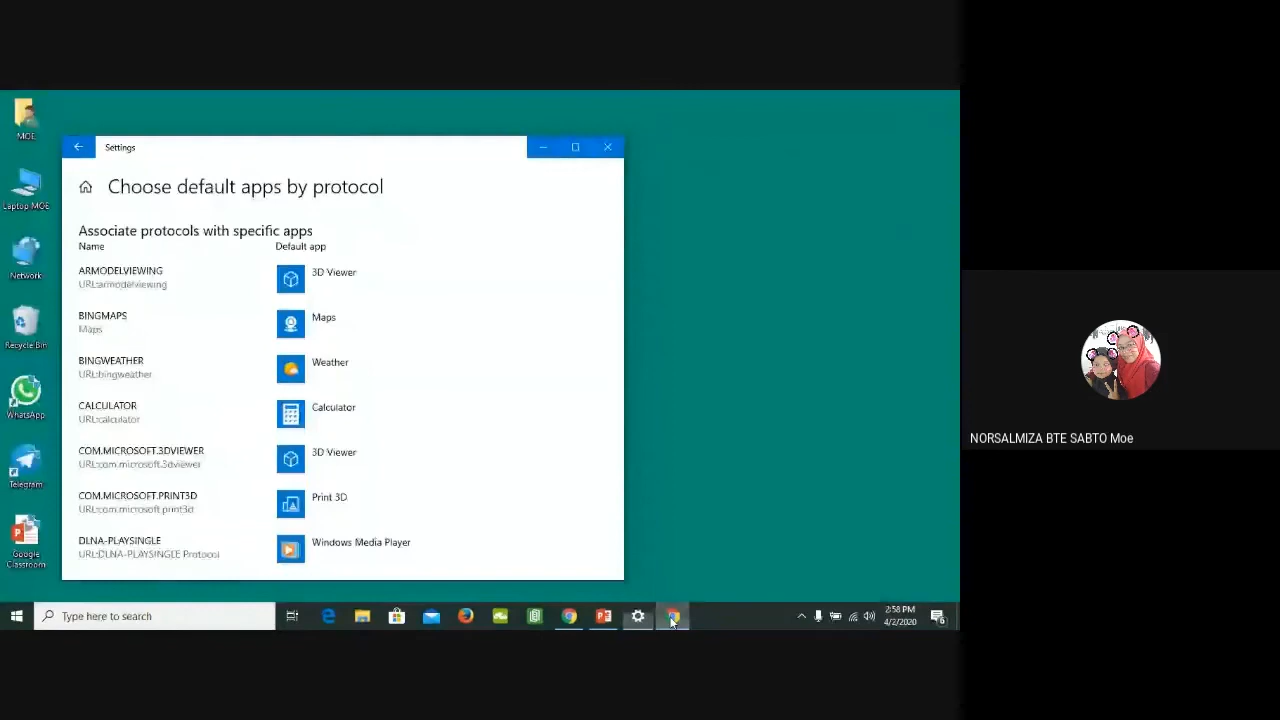 MOE
Laptop MOE
Network
Recycle Bin
WhatsApp
Telegram
Google
Classroom
Settings
Choose default apps by protocol
Associate protocols with specific apps
Name Default app
ARMODELVIEWING 3D Viewer
URL:armodelviewing
BINGMAPS Maps
Maps
BINGWEATHER Weather
URL:bingweather
CALCULATOR Calculator
URL:calculator
COM.MICROSOFT.3DVIEWER 3D Viewer
URL:com.microsoft.3dviewer
COM.MICROSOFT.PRINT3D Print 3D
URL:com.microsoft.print3d
DLNA-PLAYSINGLE Windows Media Player
URL:DLNA-PLAYSINGLE Protocol
Type here to search
2:58 PM
4/2/2020
6
NORSALMIZA BTE SABTO Moe